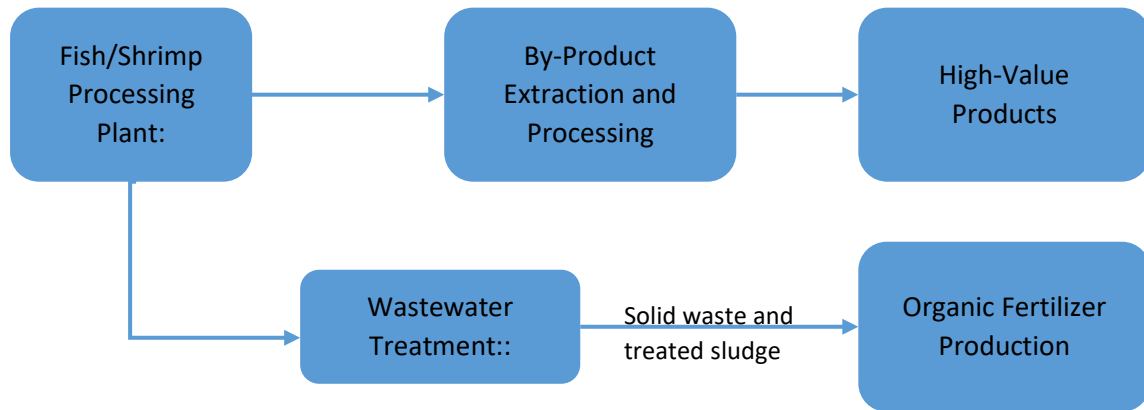 Fish/Shrimp
Processing
Plant:
By-Product
Extraction and
Processing
High-Value
Products
Wastewater
Treatment::
Solid waste and
treated sludge
Organic Fertilizer
Production